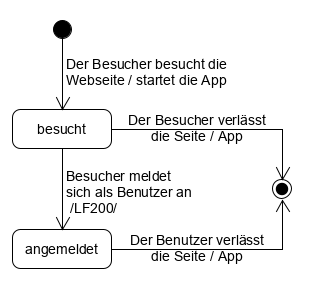 Der Besucher besucht die
Webseite / startet die App
besucht
Der Besucher verlässt
die Seite / App
Besucher meldet
sich als Benutzer an
/LF200/
angemeldet
Der Benutzer verlässt
die Seite / App